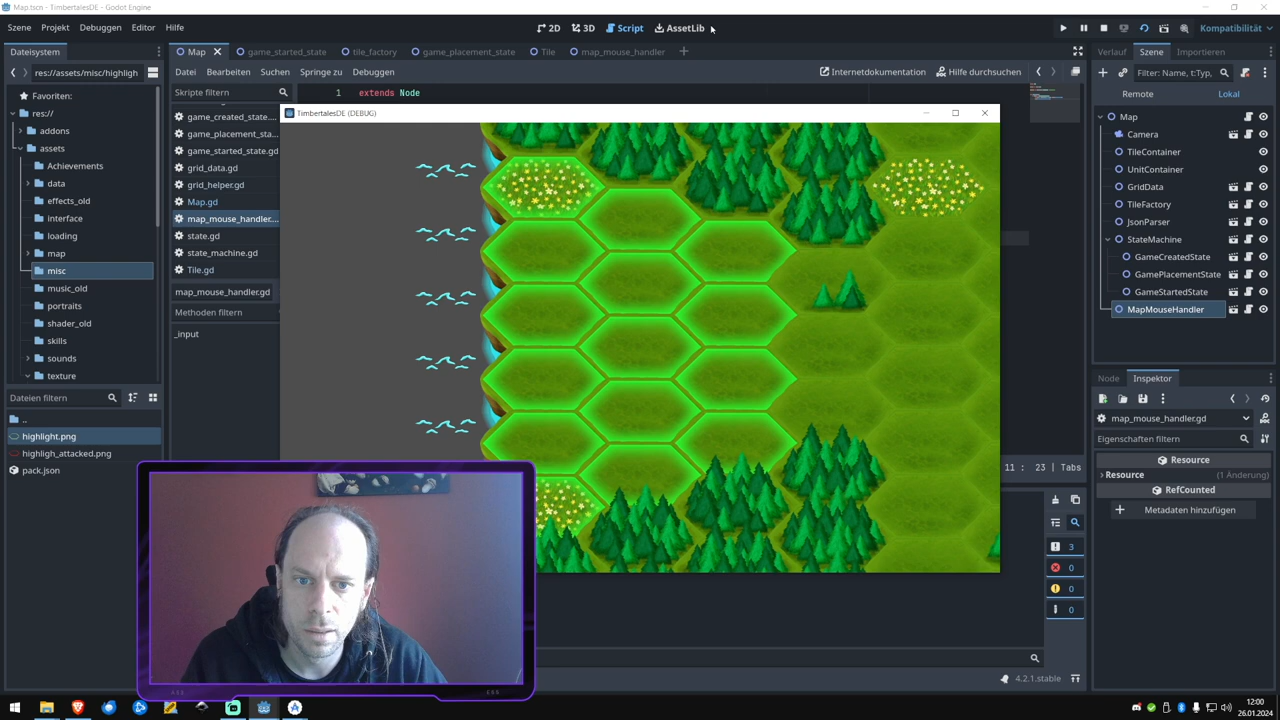 Map.tscn - TimbertalesDE - Godot Engine
Szene Projekt Debuggen Editor Hilfe
2D 3D Script AssetLib
Kompatibilität
Dateisystem
res://assets/misc/highligh
Favoriten:
res://
addons
assets
Achievements
data
effects_old
interface
loading
map
misc
music_old
portraits
shader_old
skills
sounds
texture
Dateien filtern
..
highlight.png
highligh_attacked.png
pack.json
Map game_started_state tile_factory game_placement_state Tile map_mouse_handler
Datei Bearbeiten Suchen Springe zu Debuggen
Internetdokumentation Hilfe durchsuchen
Skripte filtern
game_created_state....
game_placement_sta...
game_started_state.gd
grid_data.gd
grid_helper.gd
Map.gd
map_mouse_handler....
state.gd
state_machine.gd
Tile.gd
map_mouse_handler.gd
Methoden filtern
_input
1 extends Node
TimbertalesDE (DEBUG)
11 : 23 | Tabs
3
0
0
0
4.2.1.stable
Verlauf Szene Importieren
Filter: Name, t:Typ,
Remote Lokal
Map
Camera
TileContainer
UnitContainer
GridData
TileFactory
JsonParser
StateMachine
GameCreatedState
GamePlacementState
GameStartedState
MapMouseHandler
Node Inspektor
map_mouse_handler.gd
Eigenschaften filtern
Resource
Resource (1 Änderung)
RefCounted
Metadaten hinzufügen
12:00
26.01.2024